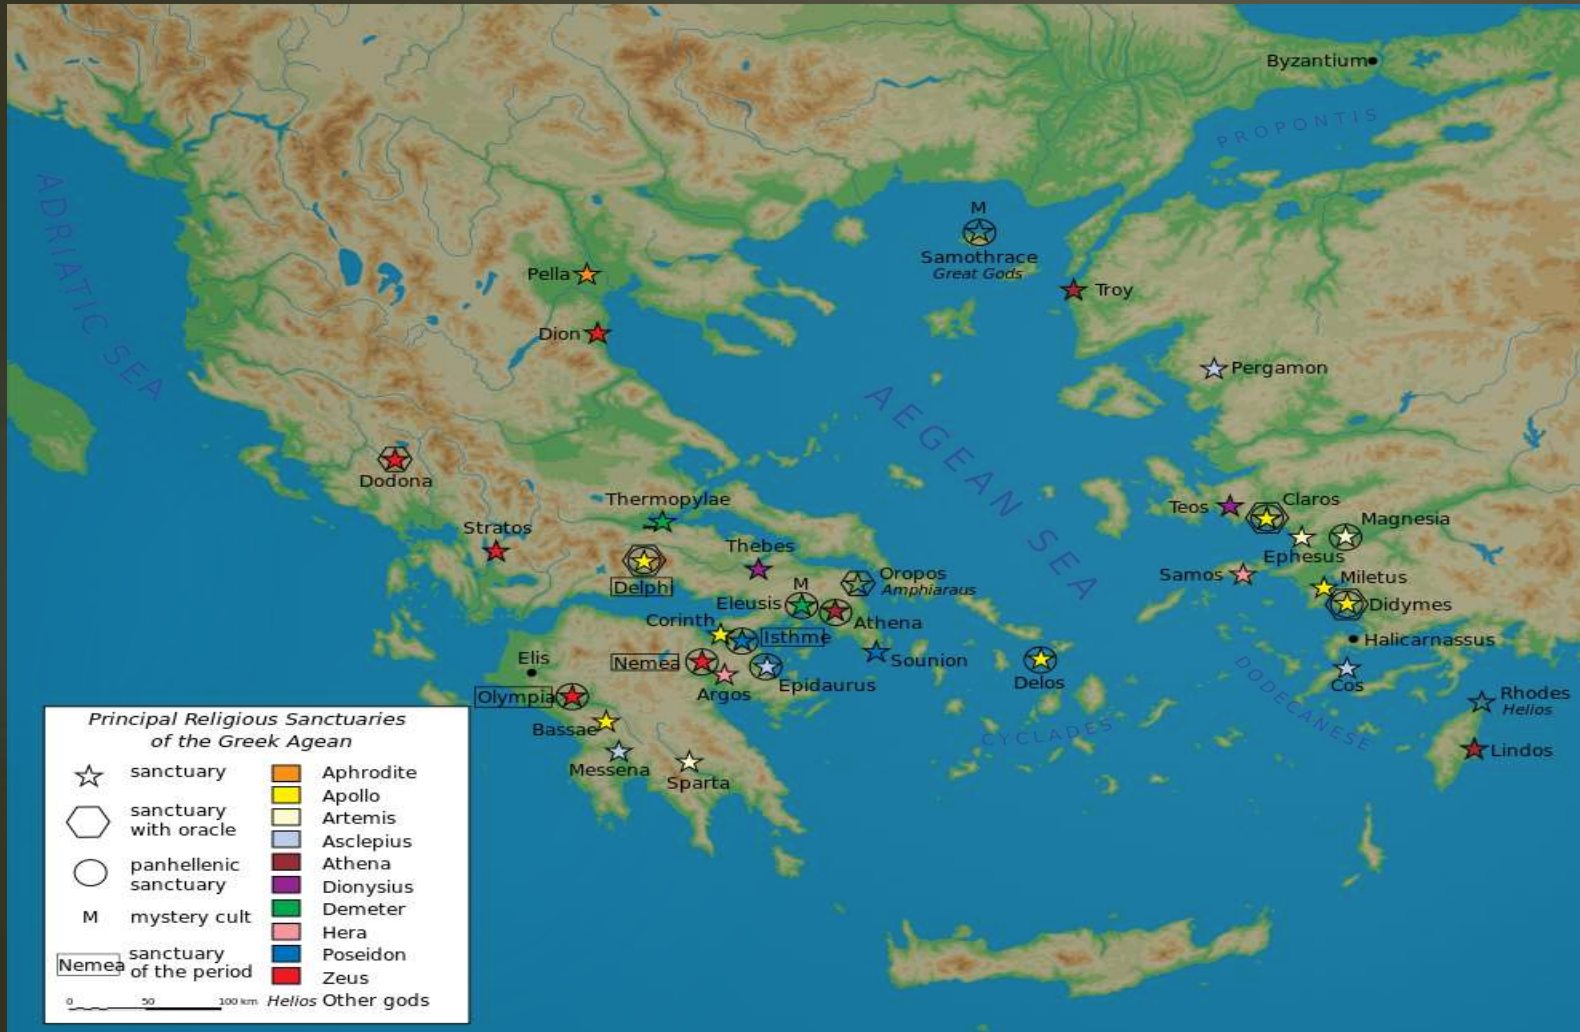 Byzantium
PROPONTIS
ADRIATIC SEA
M
Samothrace
Great Gods
Pella
Troy
Dion
Pergamon
AEGEAN SEA
Dodona
Thermopylae
Stratos
Teos
Claros
Magnesia
Ephesus
Thebes
Delphi
Oropos
Amphiaraus
Samos
Miletus
M
Eleusis
Didymes
Corinth
Isthme
Athena
Halicarnassus
Nemea
Elis
Sounion
Delos
DODECANESE
Cos
Argos
Epidaurus
Olympia
Rhodes
Helios
Bassae
CYCLADES
Lindos
Messena
Sparta
Principal Religious Sanctuaries
of the Greek Agean
sanctuary
sanctuary
with oracle
panhellenic
sanctuary
M mystery cult
Nemea
sanctuary
of the period
0 50 100 km
Aphrodite
Apollo
Artemis
Asclepius
Athena
Dionysius
Demeter
Hera
Poseidon
Zeus
Helios Other gods